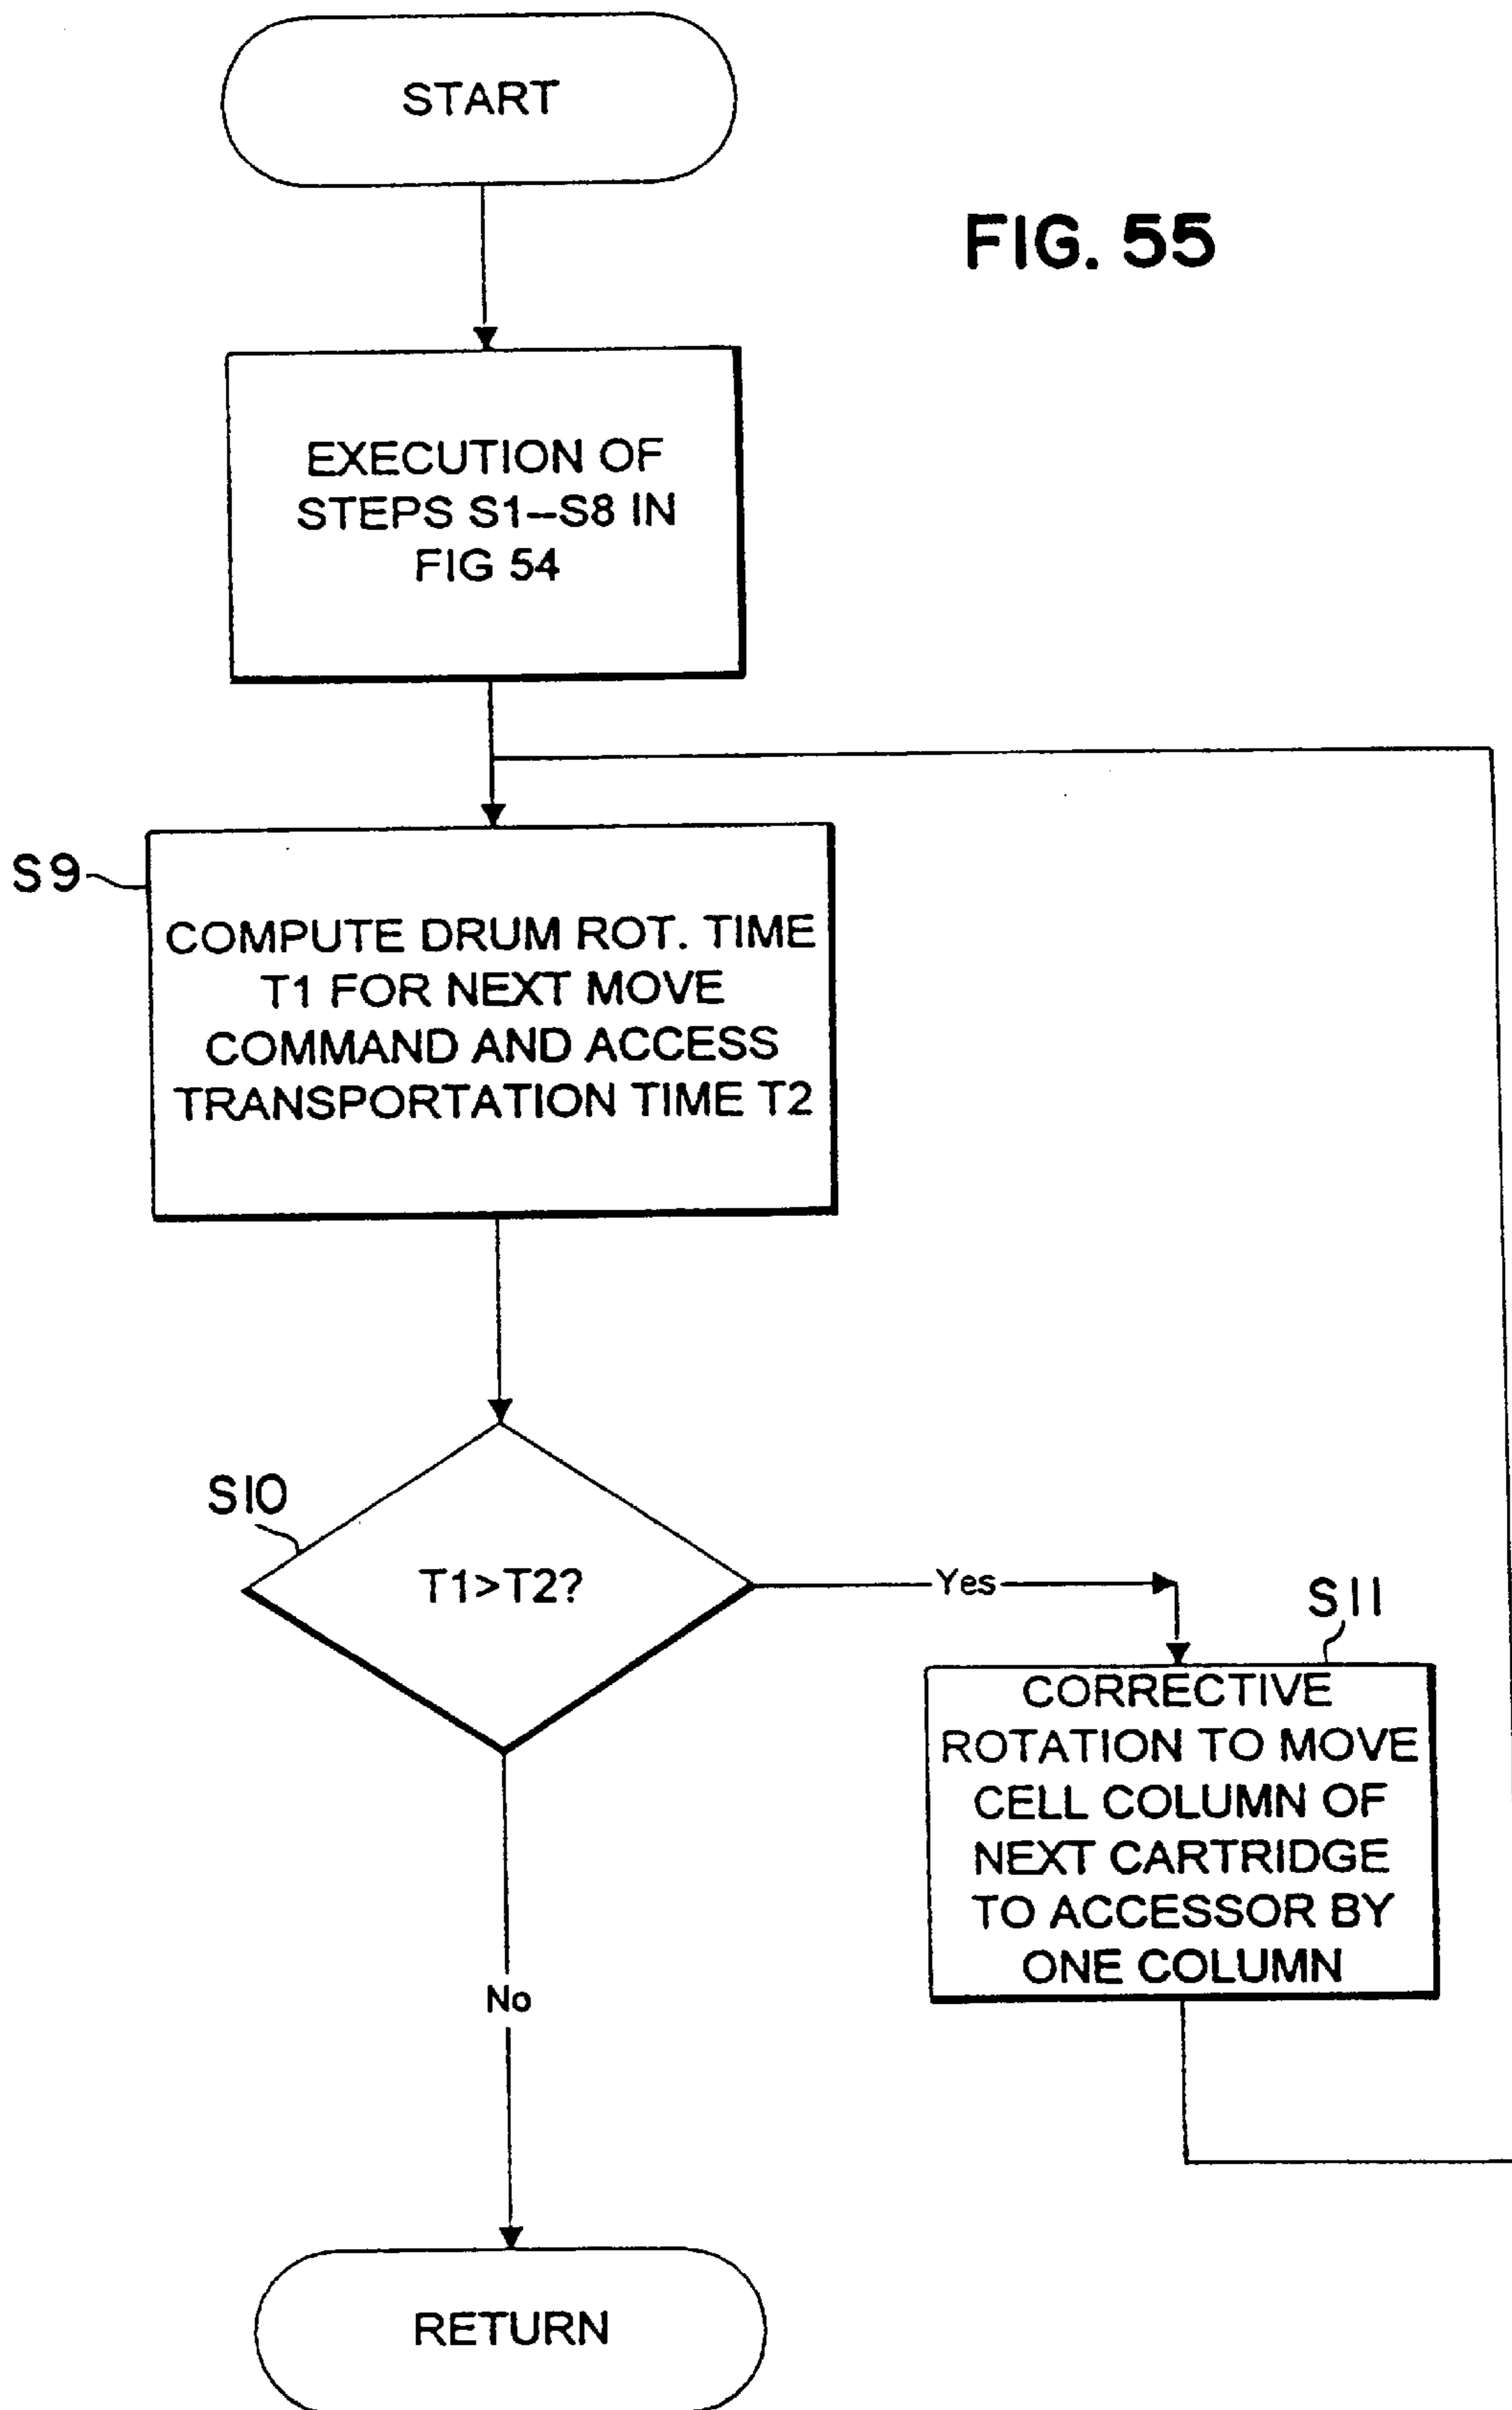 START
FIG. 55
EXECUTION OF
STEPS S1–S8 IN
FIG 54
S9
COMPUTE DRUM ROT. TIME
T1 FOR NEXT MOVE
COMMAND AND ACCESS
TRANSPORTATION TIME T2
S10
T1>T2?
Yes
S11
CORRECTIVE
ROTATION TO MOVE
CELL COLUMN OF
NEXT CARTRIDGE
TO ACCESSOR BY
ONE COLUMN
No
RETURN